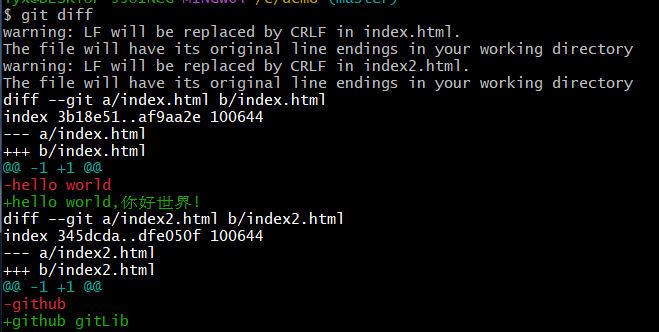 $ git diff
warning: LF will be replaced by CRLF in index.html.
The file will have its original line endings in your working directory
warning: LF will be replaced by CRLF in index2.html.
The file will have its original line endings in your working directory
diff --git a/index.html b/index.html
index 3b18e51..af9aa2e 100644
--- a/index.html
+++ b/index.html
@@ -1 +1 @@
-hello world
+hello world,你好世界!
diff --git a/index2.html b/index2.html
index 345dcda..dfe050f 100644
--- a/index2.html
+++ b/index2.html
@@ -1 +1 @@
-github
+github gitLib